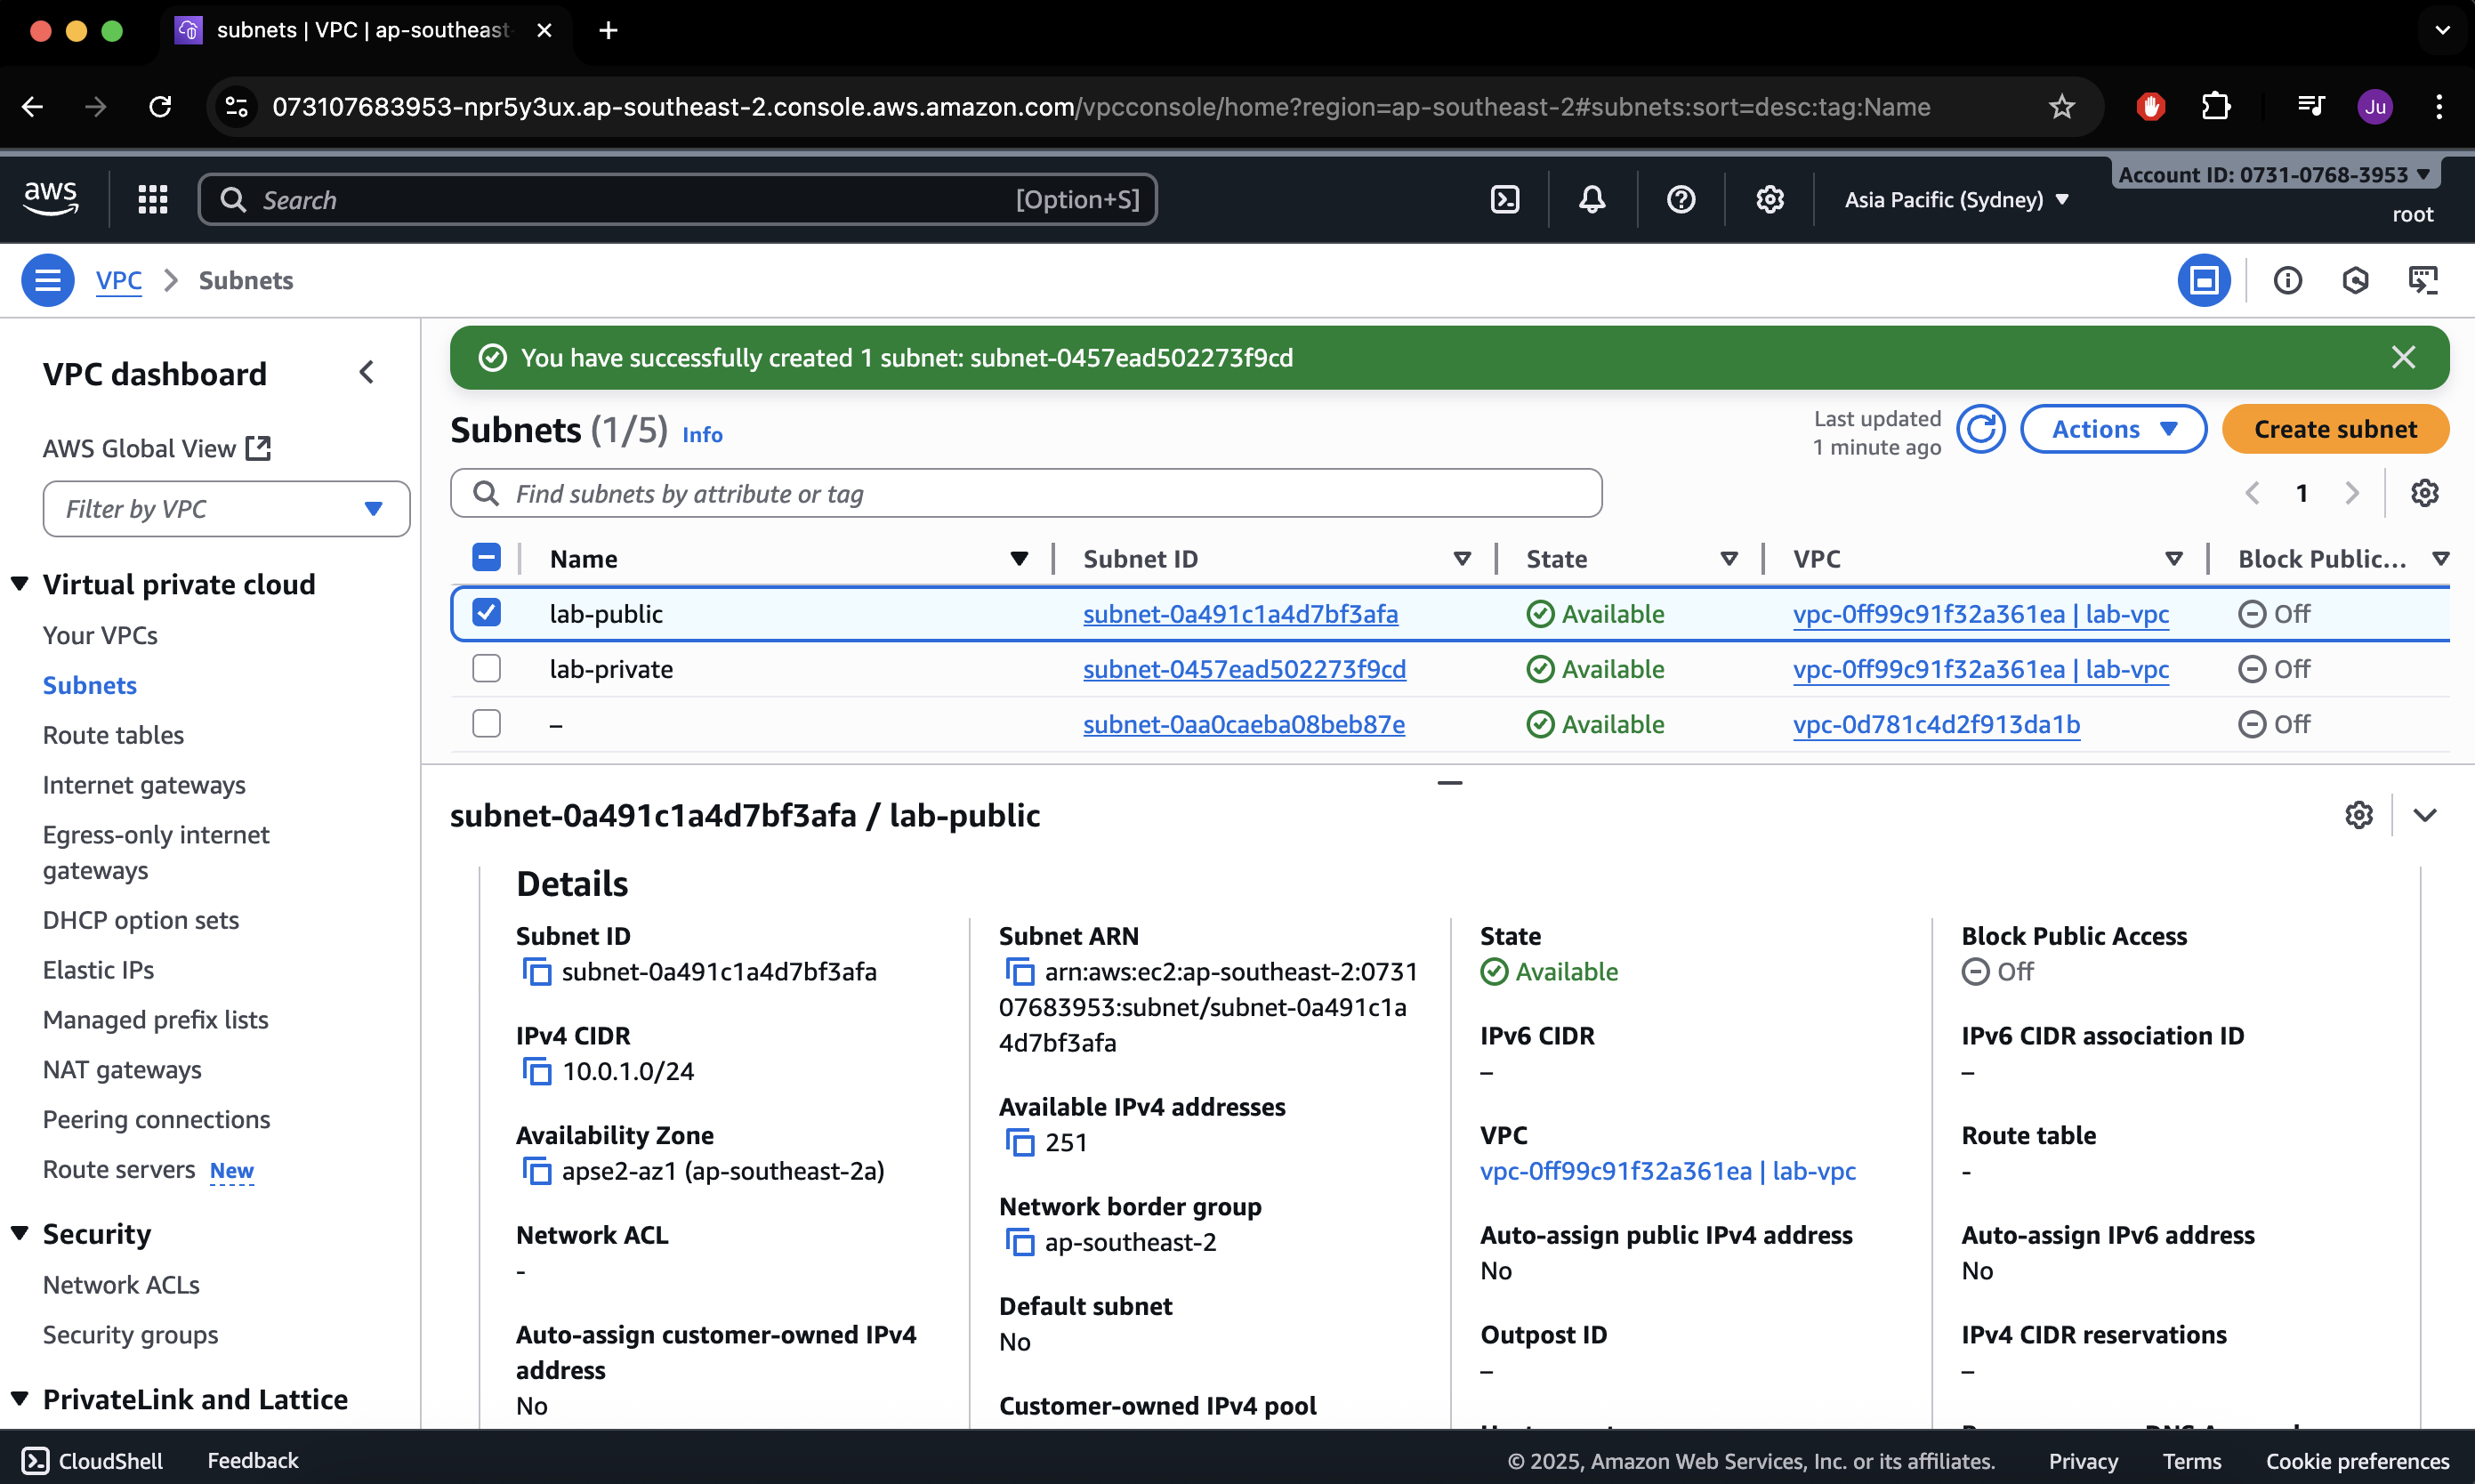 subnets | VPC | ap-southeast-
073107683953-npr5y3ux.ap-southeast-2.console.aws.amazon.com/vpcconsole/home?region=ap-southeast-2#subnets:sort=desc:tag:Name
Ju
aws
Search
[Option+S]
Asia Pacific (Sydney)
Account ID: 0731-0768-3953
root
VPC
Subnets
VPC dashboard
AWS Global View
Filter by VPC
Virtual private cloud
Your VPCs
Subnets
Route tables
Internet gateways
Egress-only internet
gateways
DHCP option sets
Elastic IPs
Managed prefix lists
NAT gateways
Peering connections
Route servers New
Security
Network ACLs
Security groups
PrivateLink and Lattice
You have successfully created 1 subnet: subnet-0457ead502273f9cd
Subnets (1/5) Info
Last updated
1 minute ago
Actions
Create subnet
Find subnets by attribute or tag
1
Name Subnet ID State VPC Block Public...
lab-public subnet-0a491c1a4d7bf3afa Available vpc-0ff99c91f32a361ea | lab-vpc Off
lab-private subnet-0457ead502273f9cd Available vpc-0ff99c91f32a361ea | lab-vpc Off
– subnet-0aa0caeba08beb87e Available vpc-0d781c4d2f913da1b Off
subnet-0a491c1a4d7bf3afa / lab-public
Details
Subnet ID
subnet-0a491c1a4d7bf3afa
IPv4 CIDR
10.0.1.0/24
Availability Zone
apse2-az1 (ap-southeast-2a)
Network ACL
-
Auto-assign customer-owned IPv4
address
No
Subnet ARN
arn:aws:ec2:ap-southeast-2:0731
07683953:subnet/subnet-0a491c1a
4d7bf3afa
Available IPv4 addresses
251
Network border group
ap-southeast-2
Default subnet
No
Customer-owned IPv4 pool
State
Available
IPv6 CIDR
–
VPC
vpc-0ff99c91f32a361ea | lab-vpc
Auto-assign public IPv4 address
No
Outpost ID
–
Block Public Access
Off
IPv6 CIDR association ID
–
Route table
-
Auto-assign IPv6 address
No
IPv4 CIDR reservations
–
CloudShell
Feedback
© 2025, Amazon Web Services, Inc. or its affiliates.
Privacy
Terms
Cookie preferences